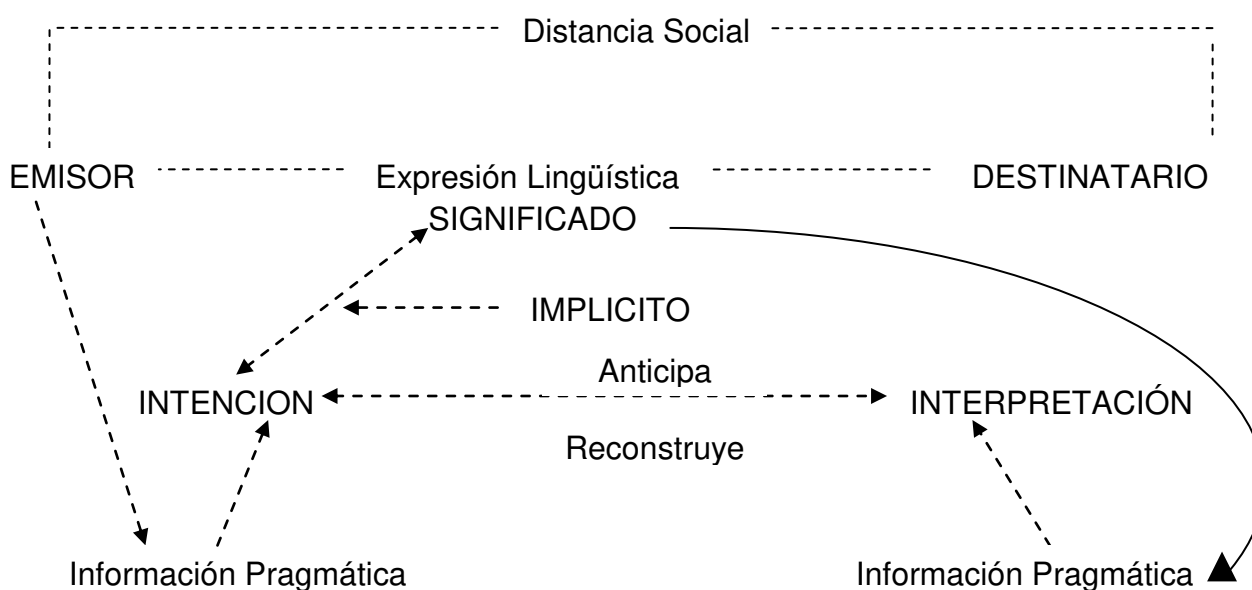 Distancia Social
EMISOR Expresión Lingüística DESTINATARIO
SIGNIFICADO
IMPLICITO
Anticipa
INTENCION INTERPRETACIÓN
Reconstruye
Información Pragmática Información Pragmática